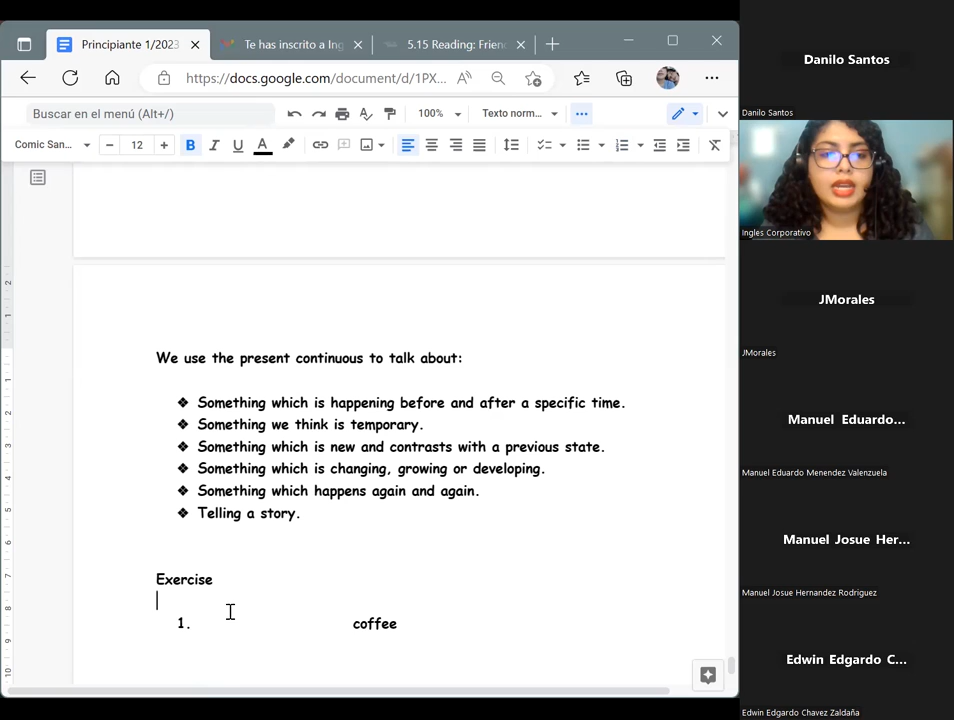 Principiante 1/2023
Te has inscrito a Ing
5.15 Reading: Frien
https://docs.google.com/document/d/1PX...
Buscar en el menú (Alt+/)
100%
Texto norm...
Comic San...
12
We use the present continuous to talk about:
❖ Something which is happening before and after a specific time.
❖ Something we think is temporary.
❖ Something which is new and contrasts with a previous state.
❖ Something which is changing, growing or developing.
❖ Something which happens again and again.
❖ Telling a story.
Exercise
1. coffee
Danilo Santos
Danilo Santos
Ingles Corporativo
JMorales
JMorales
Manuel Eduardo...
Manuel Eduardo Menendez Valenzuela
Manuel Josue Her...
Manuel Josue Hernandez Rodriguez
Edwin Edgardo C...
Edwin Edgardo Chavez Zaldaña